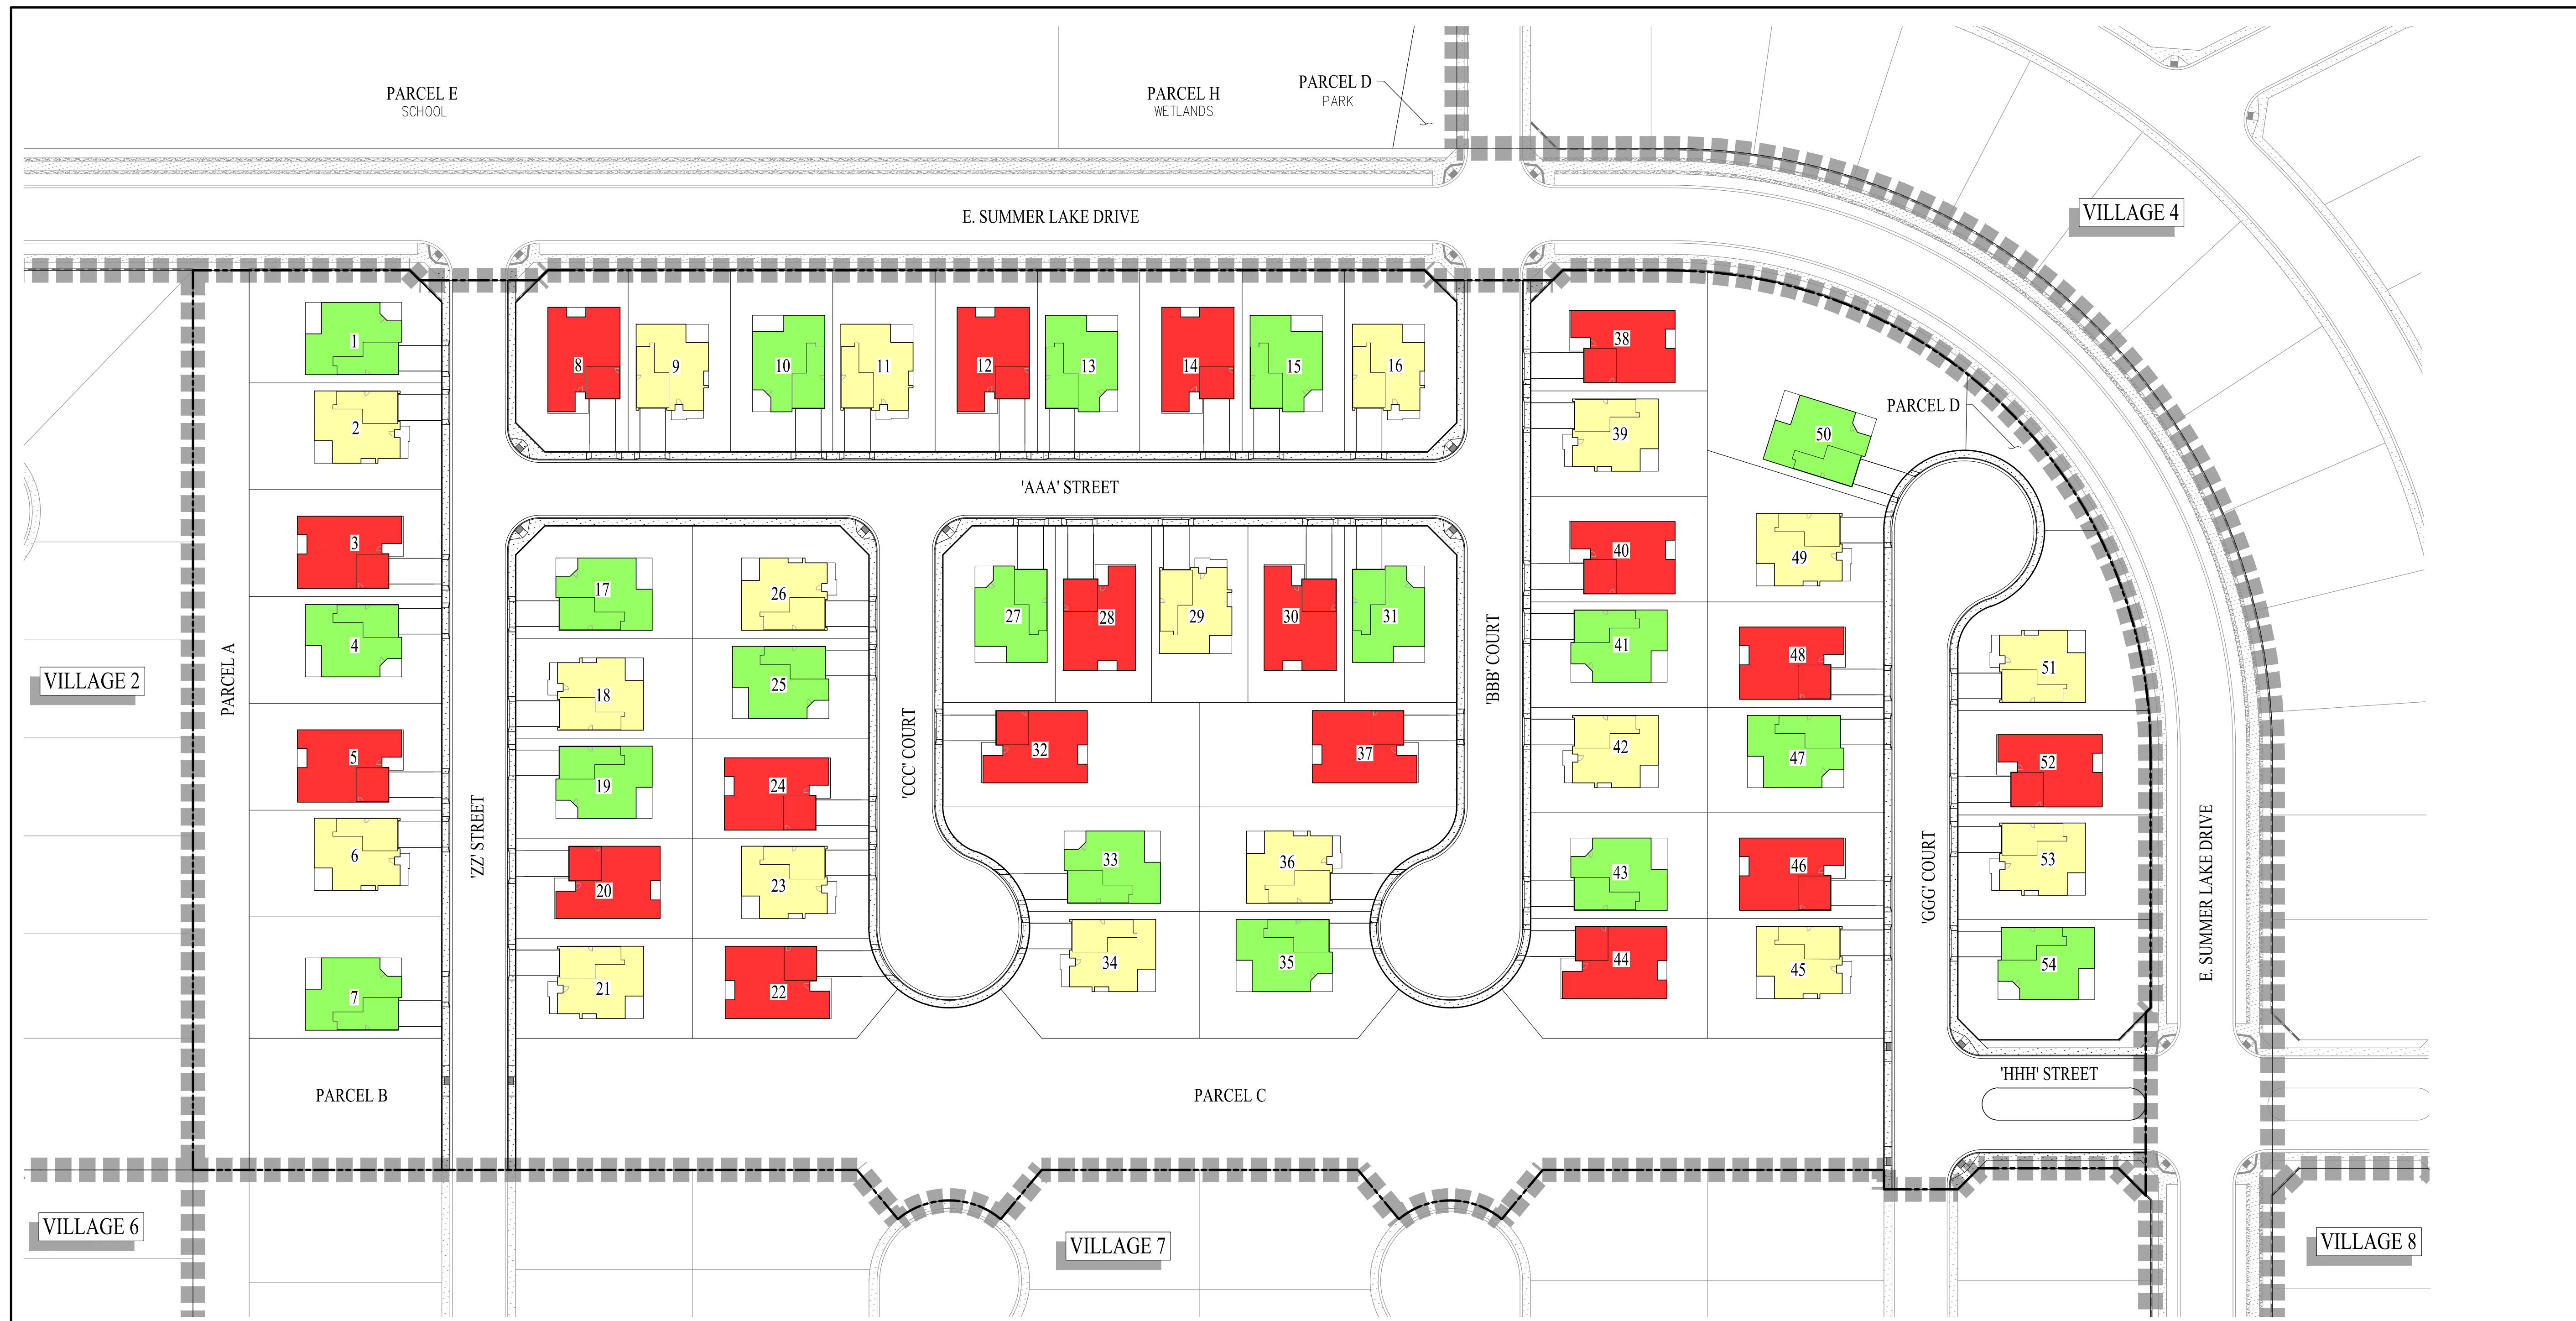 PARCEL E
SCHOOL
PARCEL H
WETLANDS
PARCEL D
PARK
VILLAGE 4
E. SUMMER LAKE DRIVE
1
2
3
4
5
6
7
8
9
10
11
12
13
14
15
16
38
39
50
PARCEL D
'AAA' STREET
17
18
19
20
21
26
25
24
23
22
27
28
29
30
31
32
37
33
36
34
35
40
41
42
43
44
49
48
47
46
45
51
52
53
54
VILLAGE 2
PARCEL A
'ZZ' STREET
'CCC' COURT
'BBB' COURT
'GGG' COURT
E. SUMMER LAKE DRIVE
'HHH' STREET
PARCEL B
PARCEL C
VILLAGE 6
VILLAGE 7
VILLAGE 8